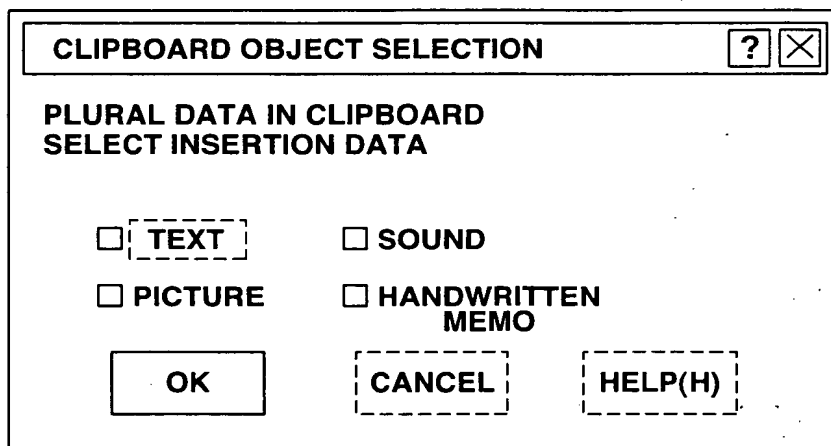 CLIPBOARD OBJECT SELECTION ?
PLURAL DATA IN CLIPBOARD
SELECT INSERTION DATA
TEXT SOUND
PICTURE HANDWRITTEN
MEMO
OK CANCEL HELP(H)